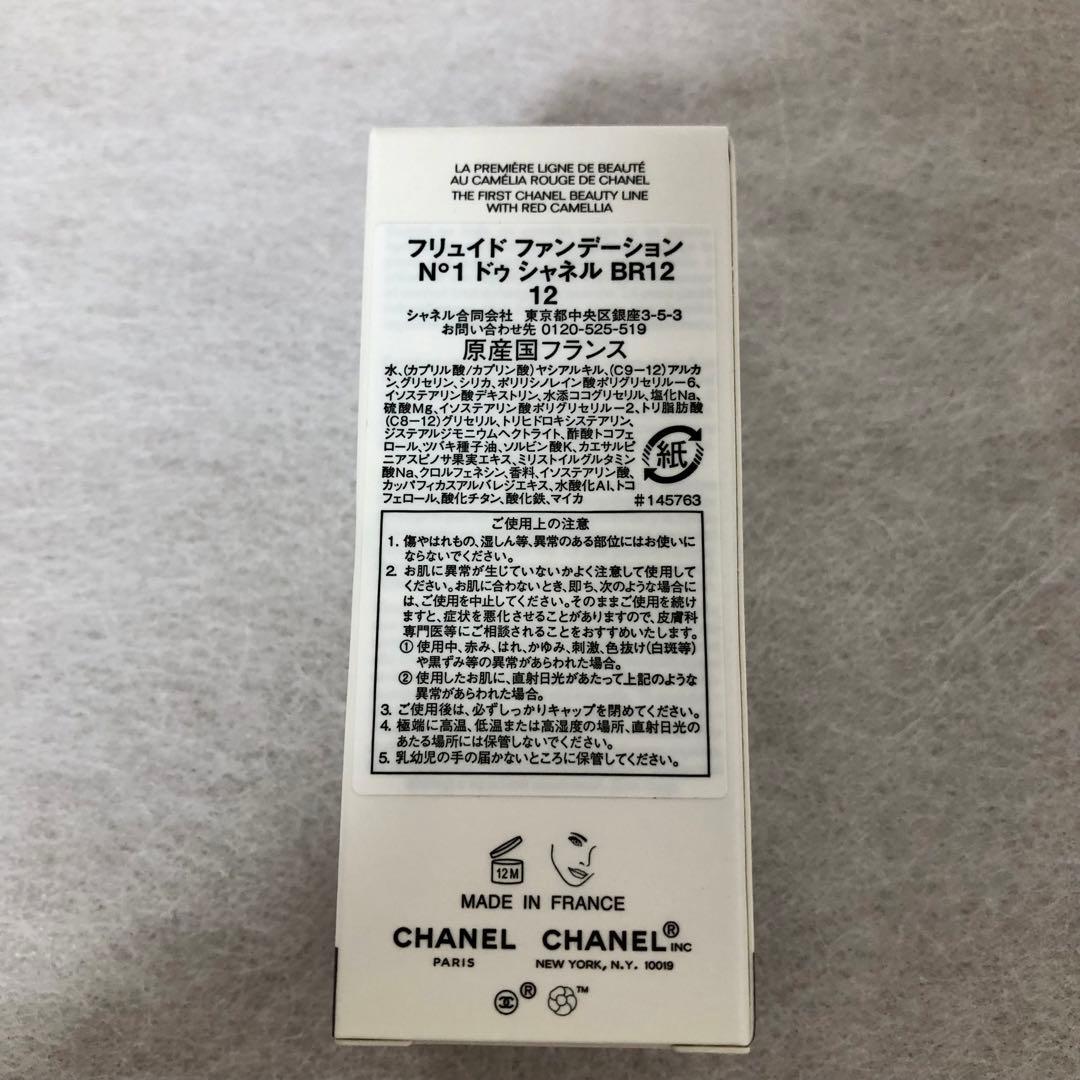 LA PREMIÈRE LIGNE DE BEAUTÉ
AU CAMÉLIA ROUGE DE CHANEL
THE FIRST CHANEL BEAUTY LINE
WITH RED CAMELLIA
フリュイド ファンデーション
N°1 ドゥ シャネル BR12
12
シャネル合同会社 東京都中央区銀座3-5-3
お問い合わせ先 0120-525-519
原産国フランス
水、(カプリル酸/カプリン酸)ヤシアルキル、(C9-12)アルカ
ン、グリセリン、シリカ、ポリリシノレイン酸ポリグリセリル-6、
イソステアリン酸デキストリン、水添ココグリセリル、塩化Na、
硫酸Mg、イソステアリン酸ポリグリセリル-2、トリ脂肪酸
(C8-12)グリセリル、トリヒドロキシステアリン、
ジステアルジモニウムヘクトライト、酢酸トコフェ
ロール、ツバキ種子油、ソルビン酸K、カエサルピ
ニアスピノサ果実エキス、ミリストイルグルタミン
酸Na、クロルフェネシン、香料、イソステアリン酸、
カッパフィカスアルバレジエキス、水酸化Al、トコ
フェロール、酸化チタン、酸化鉄、マイカ
紙
#145763
ご使用上の注意
1. 傷やはれもの、湿しん等、異常のある部位にはお使いに
ならないでください。
2. お肌に異常が生じていないかよく注意して使用して
ください。お肌に合わないとき、即ち、次のような場合に
は、ご使用を中止してください。そのままご使用を続け
ますと、症状を悪化させることがありますので、皮膚科
専門医等にご相談されることをおすすめいたします。
① 使用中、赤み、はれ、かゆみ、刺激、色抜け(白斑等)
や黒ずみ等の異常があらわれた場合。
② 使用したお肌に、直射日光があたって上記のような
異常があらわれた場合。
3. ご使用後は、必ずしっかりキャップを閉めてください。
4. 極端に高温、低温または高湿度の場所、直射日光の
あたる場所には保管しないでください。
5. 乳幼児の手の届かないところに保管してください。
12M
MADE IN FRANCE
CHANEL CHANEL® INC
PARIS NEW YORK, N.Y. 10019
® ™